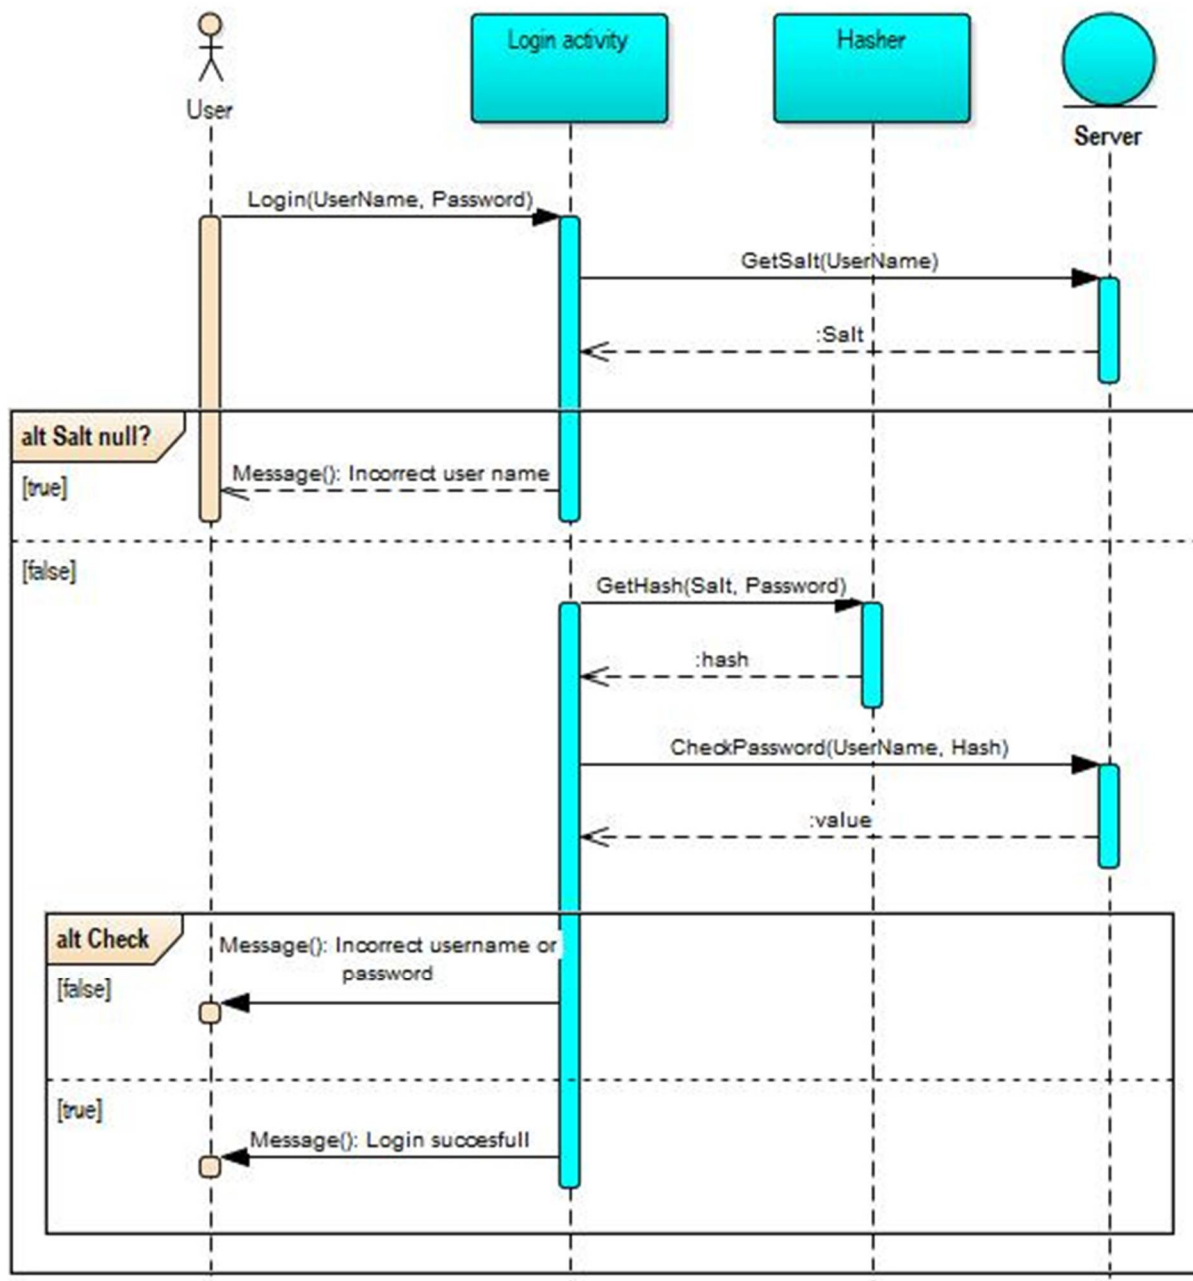 User
Login activity
Hasher
Server
Login(UserName, Password)
GetSalt(UserName)
:Salt
alt Salt null?
[true]
Message(): Incorrect user name
[false]
GetHash(Salt, Password)
:hash
CheckPassword(UserName, Hash)
:value
alt Check
[false]
Message(): Incorrect username or
password
[true]
Message(): Login succesfull